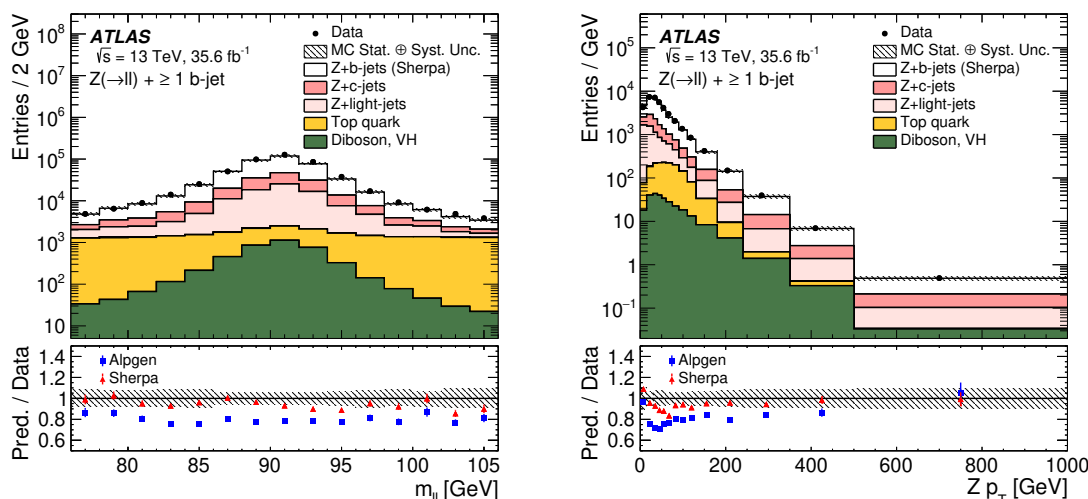 ATLAS
√s = 13 TeV, 35.6 fb⁻¹
Z(→ll) + ≥ 1 b-jet
Data
MC Stat. ⊕ Syst. Unc.
Z+b-jets (Sherpa)
Z+c-jets
Z+light-jets
Top quark
Diboson, VH
Entries / 2 GeV
10⁸
10⁷
10⁶
10⁵
10⁴
10³
10²
10
Alpgen
Sherpa
Pred. / Data
1.4
1.2
1.0
0.8
0.6
80 85 90 95 100 105
mll [GeV]
ATLAS
√s = 13 TeV, 35.6 fb⁻¹
Z(→ll) + ≥ 1 b-jet
Data
MC Stat. ⊕ Syst. Unc.
Z+b-jets (Sherpa)
Z+c-jets
Z+light-jets
Top quark
Diboson, VH
Entries / GeV
10⁵
10⁴
10³
10²
10
1
10⁻¹
Alpgen
Sherpa
Pred. / Data
1.4
1.2
1.0
0.8
0.6
0 200 400 600 800 1000
Z pT [GeV]